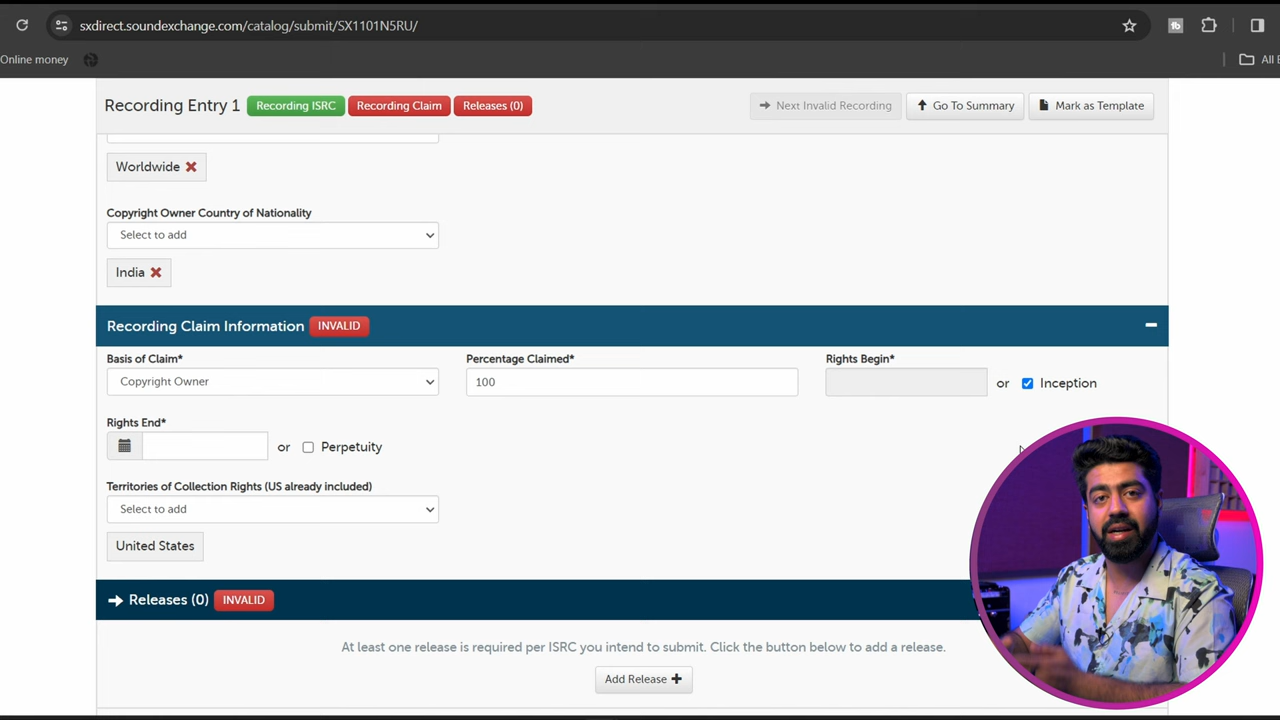 sxdirect.soundexchange.com/catalog/submit/SX1101N5RU/
Online money
All
Recording Entry 1 Recording ISRC Recording Claim Releases (0) Next Invalid Recording Go To Summary Mark as Template
Worldwide
Copyright Owner Country of Nationality
Select to add
India
Recording Claim Information INVALID
Basis of Claim* Percentage Claimed* Rights Begin*
Copyright Owner 100 or Inception
Rights End*
or Perpetuity
Territories of Collection Rights (US already included)
Select to add
United States
Releases (0) INVALID
At least one release is required per ISRC you intend to submit. Click the button below to add a release.
Add Release